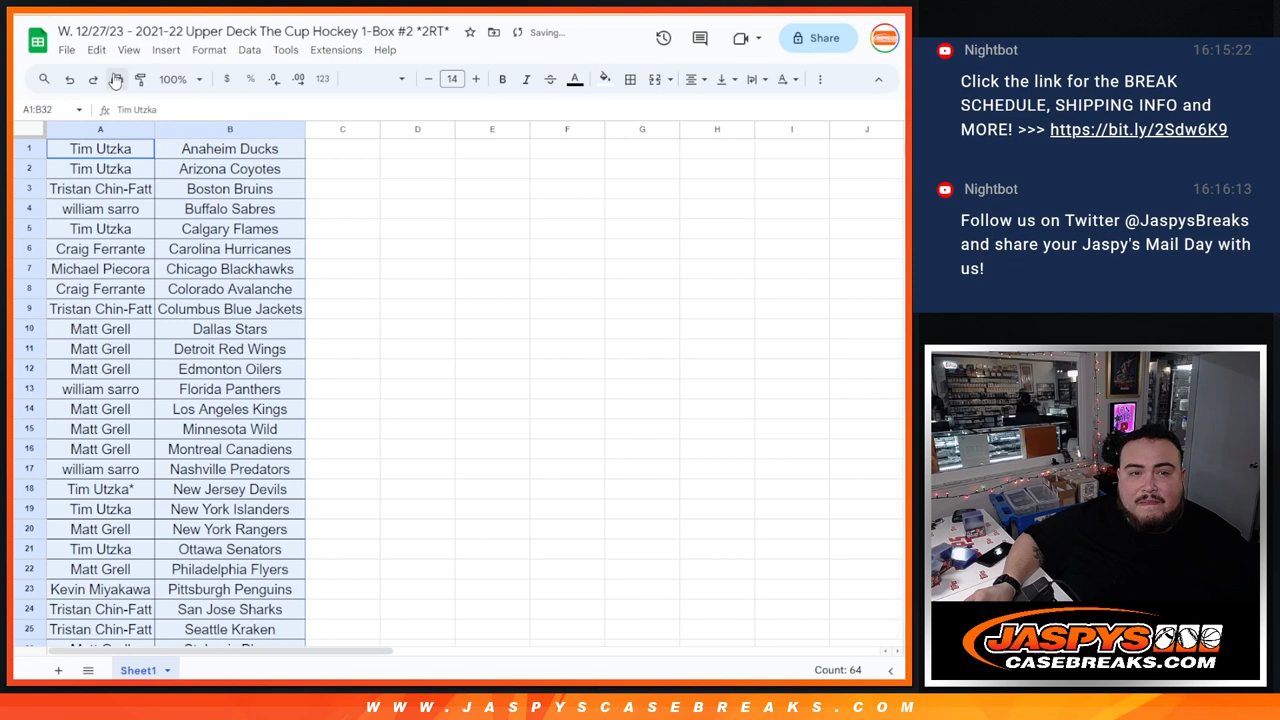 W. 12/27/23 - 2021-22 Upper Deck The Cup Hockey 1-Box #2 *2RT*
Saving...
File Edit View Insert Format Data Tools Extensions Help
Share
100%
$ % .0 .00 123
14
B I S A
A1:B32
fx Tim Utzka
A B C D E F G H I J
1 Tim Utzka Anaheim Ducks
2 Tim Utzka Arizona Coyotes
3 Tristan Chin-Fatt Boston Bruins
4 william sarro Buffalo Sabres
5 Tim Utzka Calgary Flames
6 Craig Ferrante Carolina Hurricanes
7 Michael Piecora Chicago Blackhawks
8 Craig Ferrante Colorado Avalanche
9 Tristan Chin-Fatt Columbus Blue Jackets
10 Matt Grell Dallas Stars
11 Matt Grell Detroit Red Wings
12 Matt Grell Edmonton Oilers
13 william sarro Florida Panthers
14 Matt Grell Los Angeles Kings
15 Matt Grell Minnesota Wild
16 Matt Grell Montreal Canadiens
17 william sarro Nashville Predators
18 Tim Utzka* New Jersey Devils
19 Tim Utzka New York Islanders
20 Matt Grell New York Rangers
21 Tim Utzka Ottawa Senators
22 Matt Grell Philadelphia Flyers
23 Kevin Miyakawa Pittsburgh Penguins
24 Tristan Chin-Fatt San Jose Sharks
25 Tristan Chin-Fatt Seattle Kraken
Sheet1
Count: 64
Nightbot 16:15:22
Click the link for the BREAK
SCHEDULE, SHIPPING INFO and
MORE! >>> https://bit.ly/2Sdw6K9
Nightbot 16:16:13
Follow us on Twitter @JaspysBreaks
and share your Jaspy's Mail Day with
us!
JASPYS
CASEBREAKS.COM
WWW.JASPYSCASEBREAKS.COM